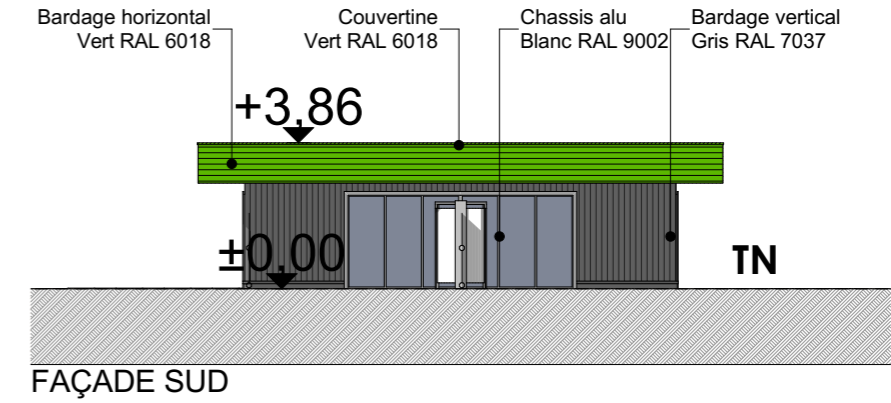 Bardage horizontal
Vert RAL 6018
Couvertine
Vert RAL 6018
Chassis alu
Blanc RAL 9002
Bardage vertical
Gris RAL 7037
+3,86
±0,00
TN
FAÇADE SUD